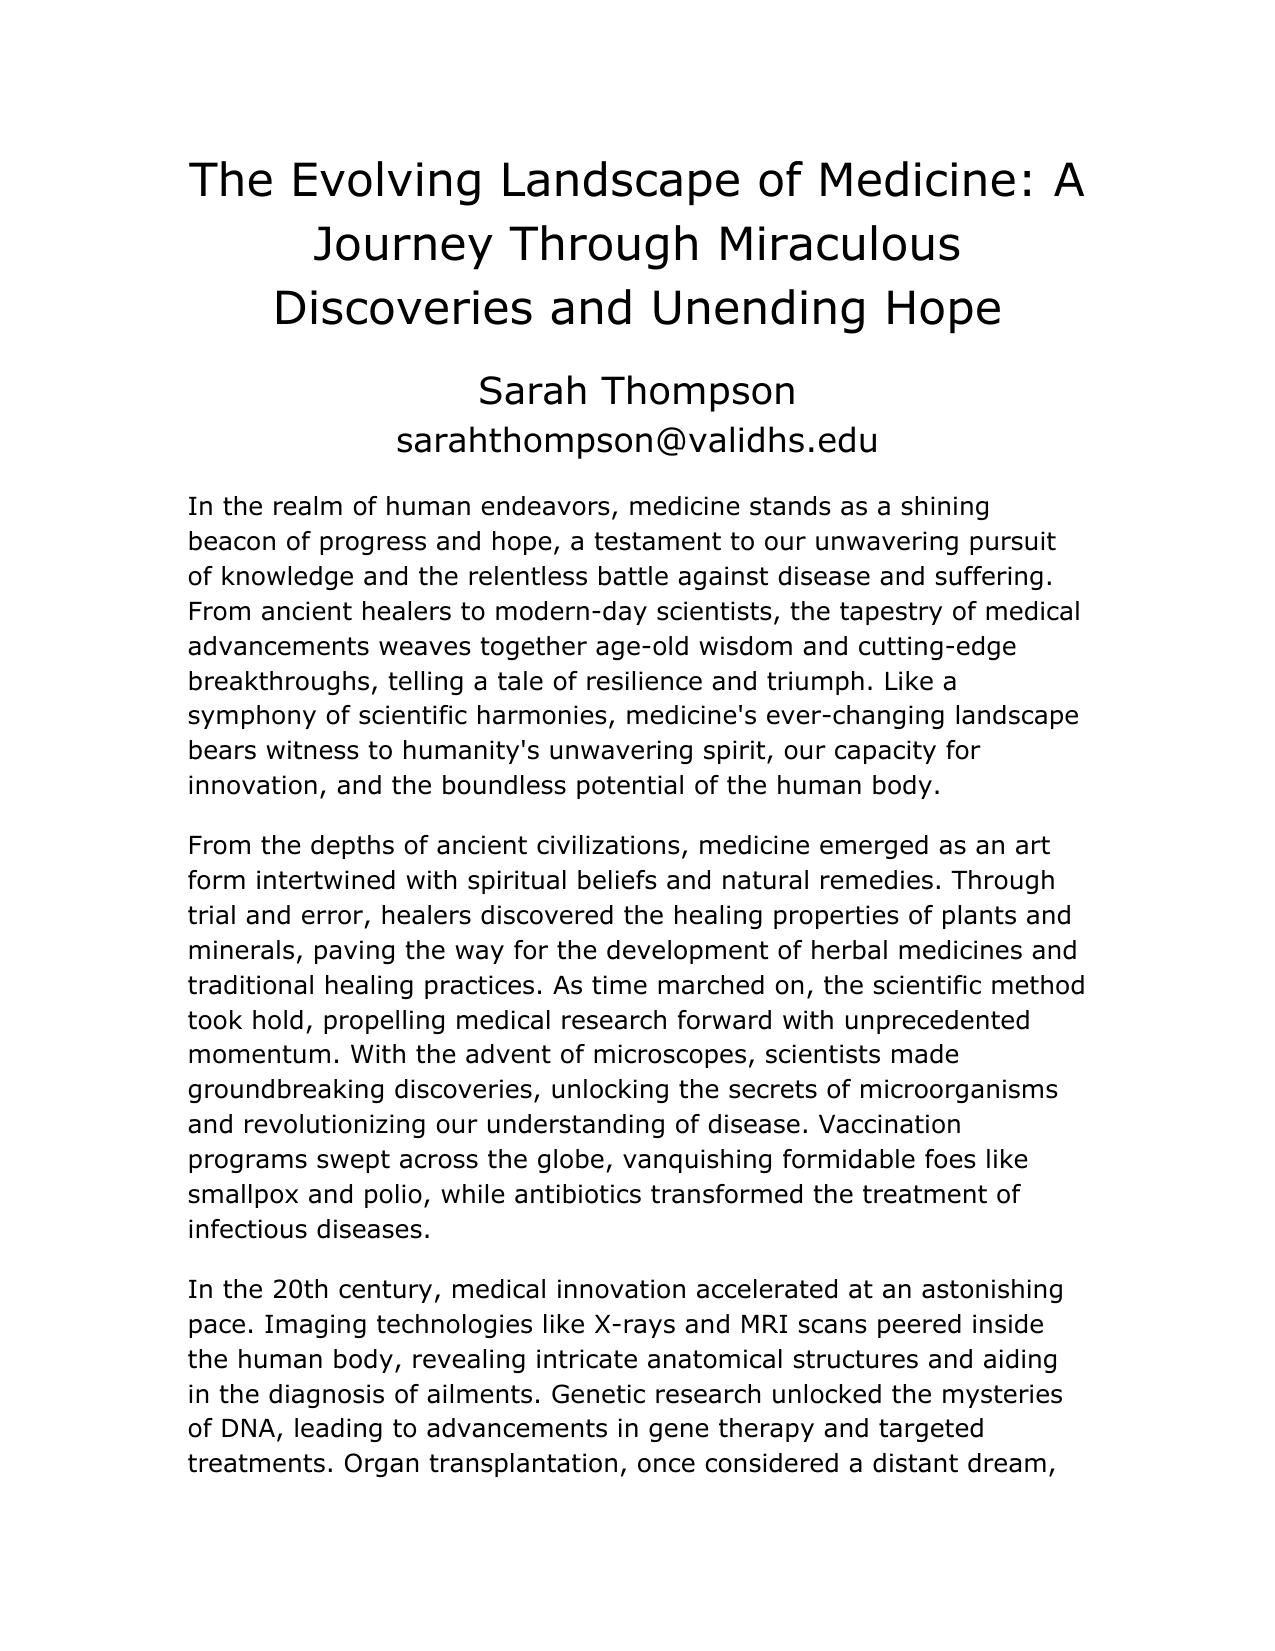 The Evolving Landscape of Medicine: A
Journey Through Miraculous
Discoveries and Unending Hope
Sarah Thompson
sarahthompson@validhs.edu
In the realm of human endeavors, medicine stands as a shining
beacon of progress and hope, a testament to our unwavering pursuit
of knowledge and the relentless battle against disease and suffering.
From ancient healers to modern-day scientists, the tapestry of medical
advancements weaves together age-old wisdom and cutting-edge
breakthroughs, telling a tale of resilience and triumph. Like a
symphony of scientific harmonies, medicine's ever-changing landscape
bears witness to humanity's unwavering spirit, our capacity for
innovation, and the boundless potential of the human body.
From the depths of ancient civilizations, medicine emerged as an art
form intertwined with spiritual beliefs and natural remedies. Through
trial and error, healers discovered the healing properties of plants and
minerals, paving the way for the development of herbal medicines and
traditional healing practices. As time marched on, the scientific method
took hold, propelling medical research forward with unprecedented
momentum. With the advent of microscopes, scientists made
groundbreaking discoveries, unlocking the secrets of microorganisms
and revolutionizing our understanding of disease. Vaccination
programs swept across the globe, vanquishing formidable foes like
smallpox and polio, while antibiotics transformed the treatment of
infectious diseases.
In the 20th century, medical innovation accelerated at an astonishing
pace. Imaging technologies like X-rays and MRI scans peered inside
the human body, revealing intricate anatomical structures and aiding
in the diagnosis of ailments. Genetic research unlocked the mysteries
of DNA, leading to advancements in gene therapy and targeted
treatments. Organ transplantation, once considered a distant dream,